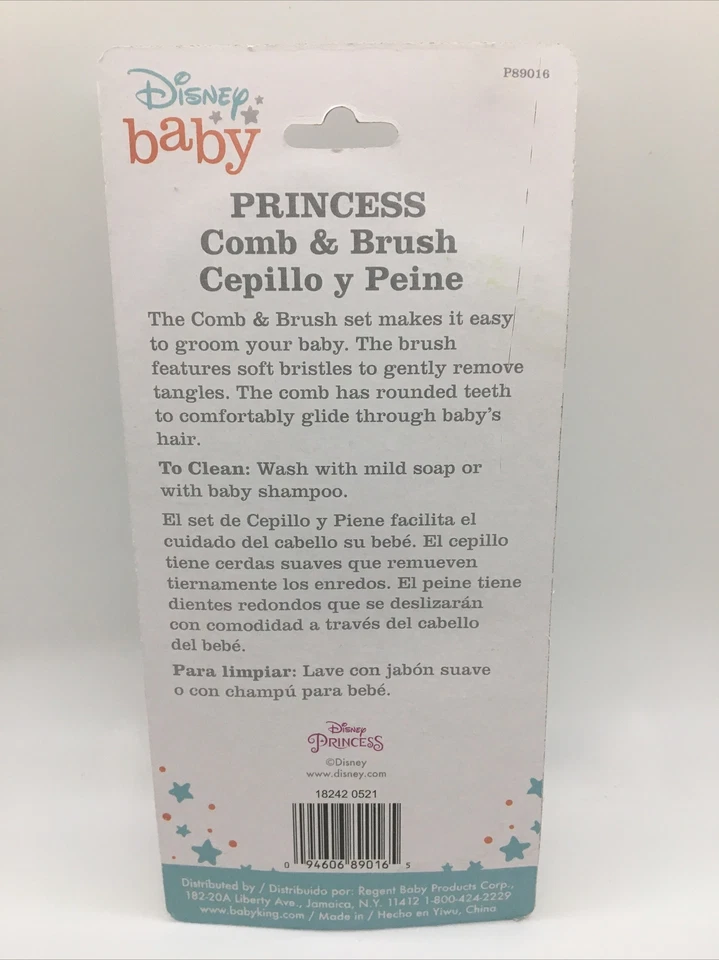 Disney
baby
P89016
PRINCESS
Comb & Brush
Cepillo y Peine
The Comb & Brush set makes it easy
to groom your baby. The brush
features soft bristles to gently remove
tangles. The comb has rounded teeth
to comfortably glide through baby's
hair.
To Clean: Wash with mild soap or
with baby shampoo.
El set de Cepillo y Piene facilita el
cuidado del cabello su bebé. El cepillo
tiene cerdas suaves que remueven
tiernamente los enredos. El peine tiene
dientes redondos que se deslizarán
con comodidad a través del cabello
del bebé.
Para limpiar: Lave con jabón suave
o con champú para bebé.
Disney
PRINCESS
©Disney
www.disney.com
18242 0521
0 94606 89016 5
Distributed by / Distribuido por: Regent Baby Products Corp.,
182-20A Liberty Ave., Jamaica, N.Y. 11412 1-800-424-2229
www.babyking.com / Made in / Hecho en Yiwu, China